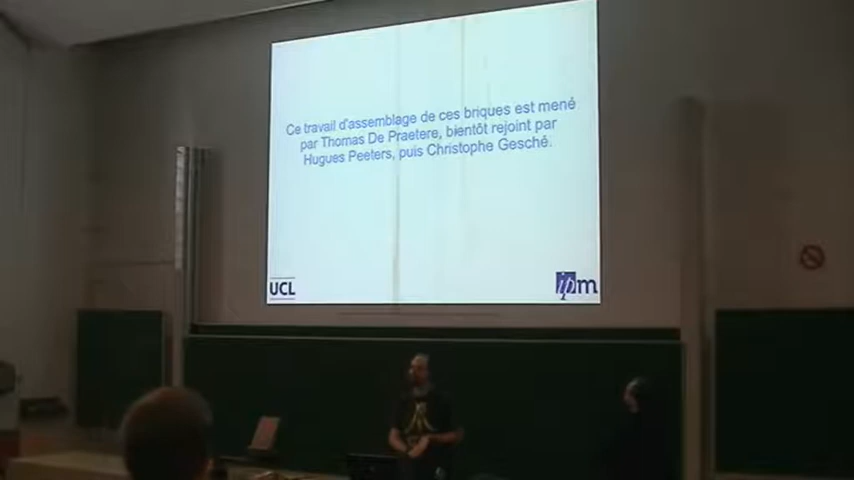 Ce travail d'assemblage de ces briques est mené
par Thomas De Praetere, bientôt rejoint par
Hugues Peeters, puis Christophe Gesché.
UCL
ipm